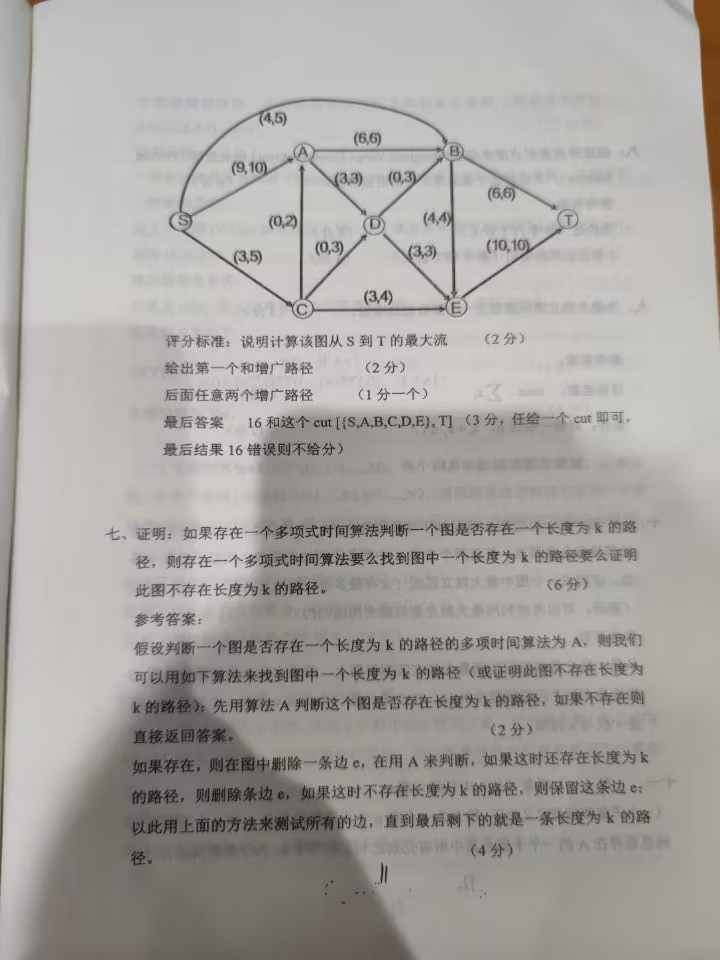 (4,5)
(6,6)
A
B
(9,10)
(3,3)
(0,3)
(6,6)
S
(0,2)
D
(4,4)
T
(3,5)
(0,3)
(3,3)
(10,10)
C
(3,4)
E
评分标准：说明计算该图从 S 到 T 的最大流 （2 分）
给出第一个和增广路径 （2 分）
后面任意两个增广路径 （1 分一个）
最后答案 16 和这个 cut [{S,A,B,C,D,E}, T] （3 分，任给一个 cut 即可，
最后结果 16 错误则不给分）
七、证明：如果存在一个多项式时间算法判断一个图是否存在一个长度为 k 的路
径，则存在一个多项式时间算法要么找到图中一个长度为 k 的路径要么证明
此图不存在长度为 k 的路径。 （6 分）
参考答案：
假设判断一个图是否存在一个长度为 k 的路径的多项时间算法为 A，则我们
可以用如下算法来找到图中一个长度为 k 的路径（或证明此图不存在长度为
k 的路径）：先用算法 A 判断这个图是否存在长度为 k 的路径，如果不存在则
直接返回答案。 （2 分）
如果存在，则在图中删除一条边 e，在用 A 来判断，如果这时还存在长度为 k
的路径，则删除条边 e，如果这时不存在长度为 k 的路径，则保留这条边 e；
以此用上面的方法来测试所有的边，直到最后剩下的就是一条长度为 k 的路
径。 （4 分）